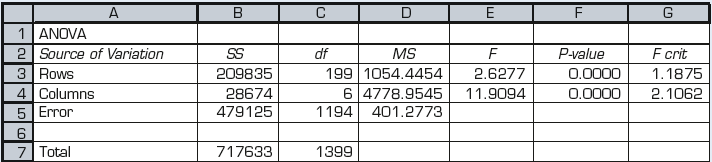 A B C D E F G
1 ANOVA
2 Source of Variation SS df MS F P-value F crit
3 Rows 209835 199 1054.4454 2.6277 0.0000 1.1875
4 Columns 28674 6 4778.9545 11.9094 0.0000 2.1062
5 Error 479125 1194 401.2773
6
7 Total 717633 1399